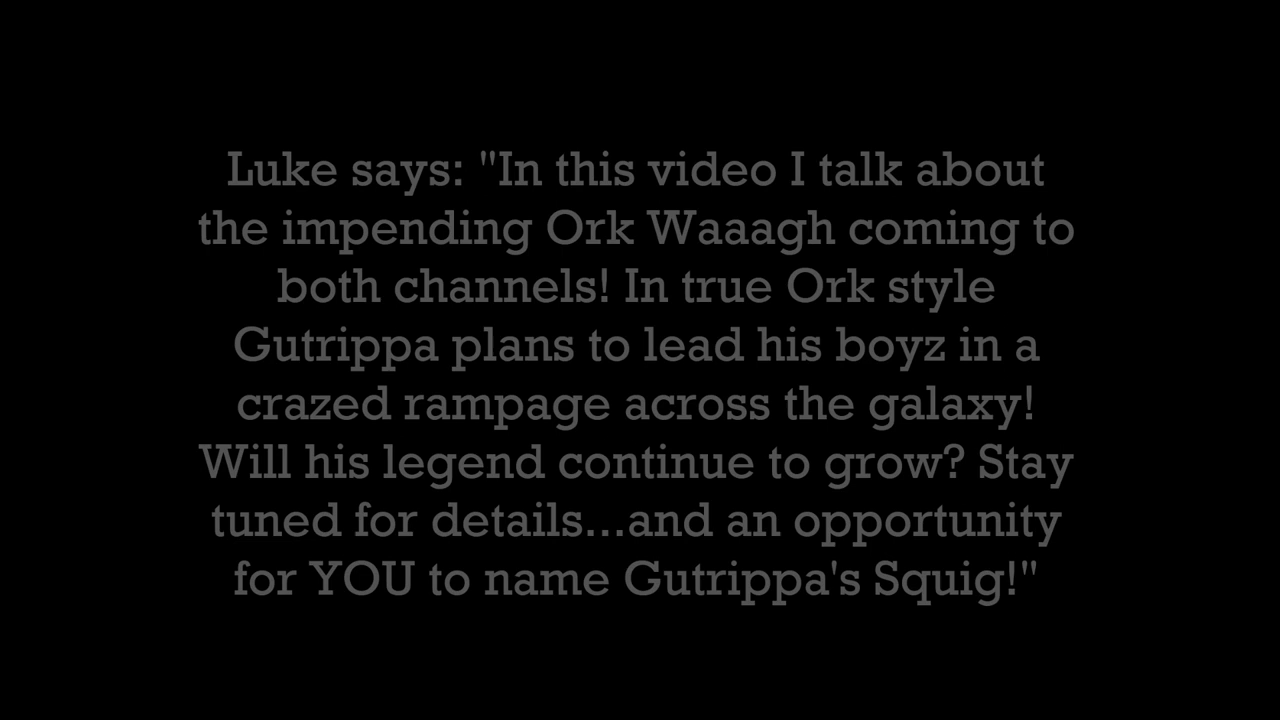 Luke says: "In this video I talk about
the impending Ork Waaagh coming to
both channels! In true Ork style
Gutrippa plans to lead his boyz in a
crazed rampage across the galaxy!
Will his legend continue to grow? Stay
tuned for details...and an opportunity
for YOU to name Gutrippa's Squig!"